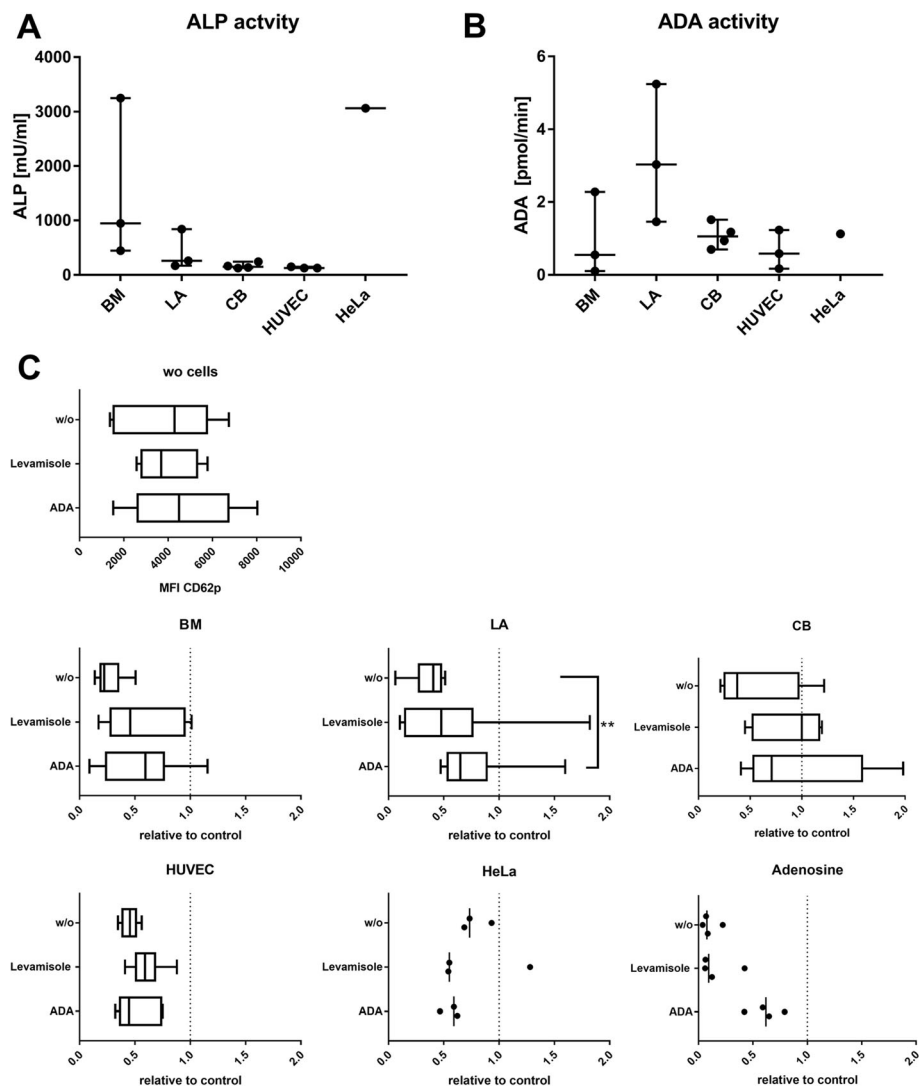 A
ALP actvity
ALP [mU/ml]
4000
3000
2000
1000
0
BM
LA
CB
HUVEC
HeLa
B
ADA activity
ADA [pmol/min]
6
4
2
0
BM
LA
CB
HUVEC
HeLa
C
wo cells
w/o
Levamisole
ADA
0
2000
4000
6000
8000
10000
MFI CD62p
BM
w/o
Levamisole
ADA
0.0
0.5
1.0
1.5
2.0
relative to control
LA
w/o
Levamisole
ADA
**
0.0
0.5
1.0
1.5
2.0
relative to control
CB
w/o
Levamisole
ADA
0.0
0.5
1.0
1.5
2.0
relative to control
HUVEC
w/o
Levamisole
ADA
0.0
0.5
1.0
1.5
2.0
relative to control
HeLa
w/o
Levamisole
ADA
0.0
0.5
1.0
1.5
2.0
relative to control
Adenosine
w/o
Levamisole
ADA
0.0
0.5
1.0
1.5
2.0
relative to control